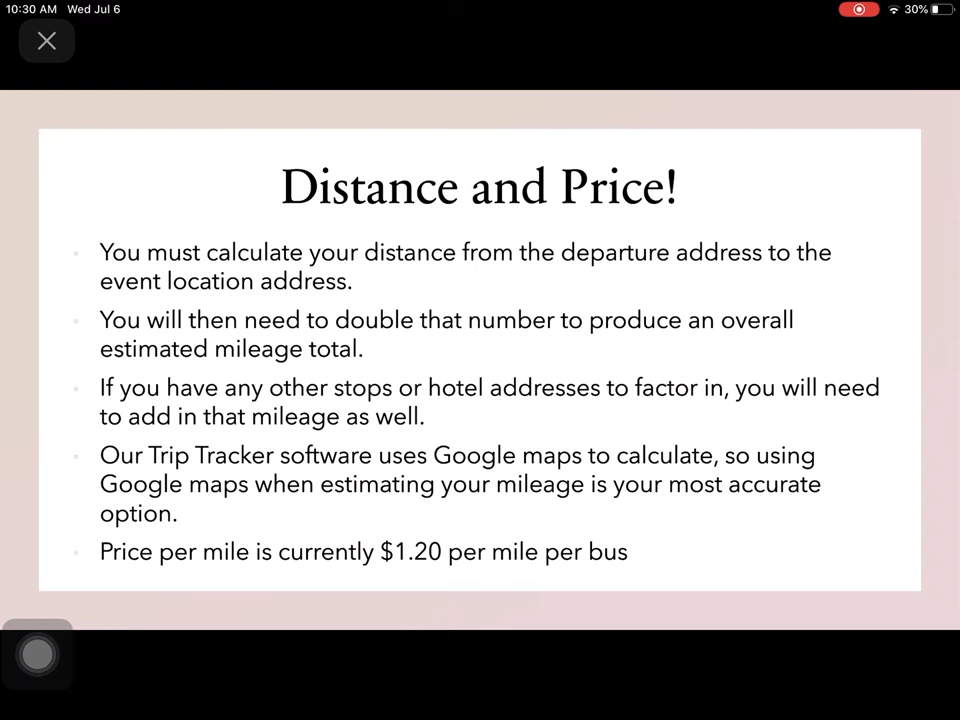 10:30 AM Wed Jul 6
30%
Distance and Price!
You must calculate your distance from the departure address to the
event location address.
You will then need to double that number to produce an overall
estimated mileage total.
If you have any other stops or hotel addresses to factor in, you will need
to add in that mileage as well.
Our Trip Tracker software uses Google maps to calculate, so using
Google maps when estimating your mileage is your most accurate
option.
Price per mile is currently $1.20 per mile per bus